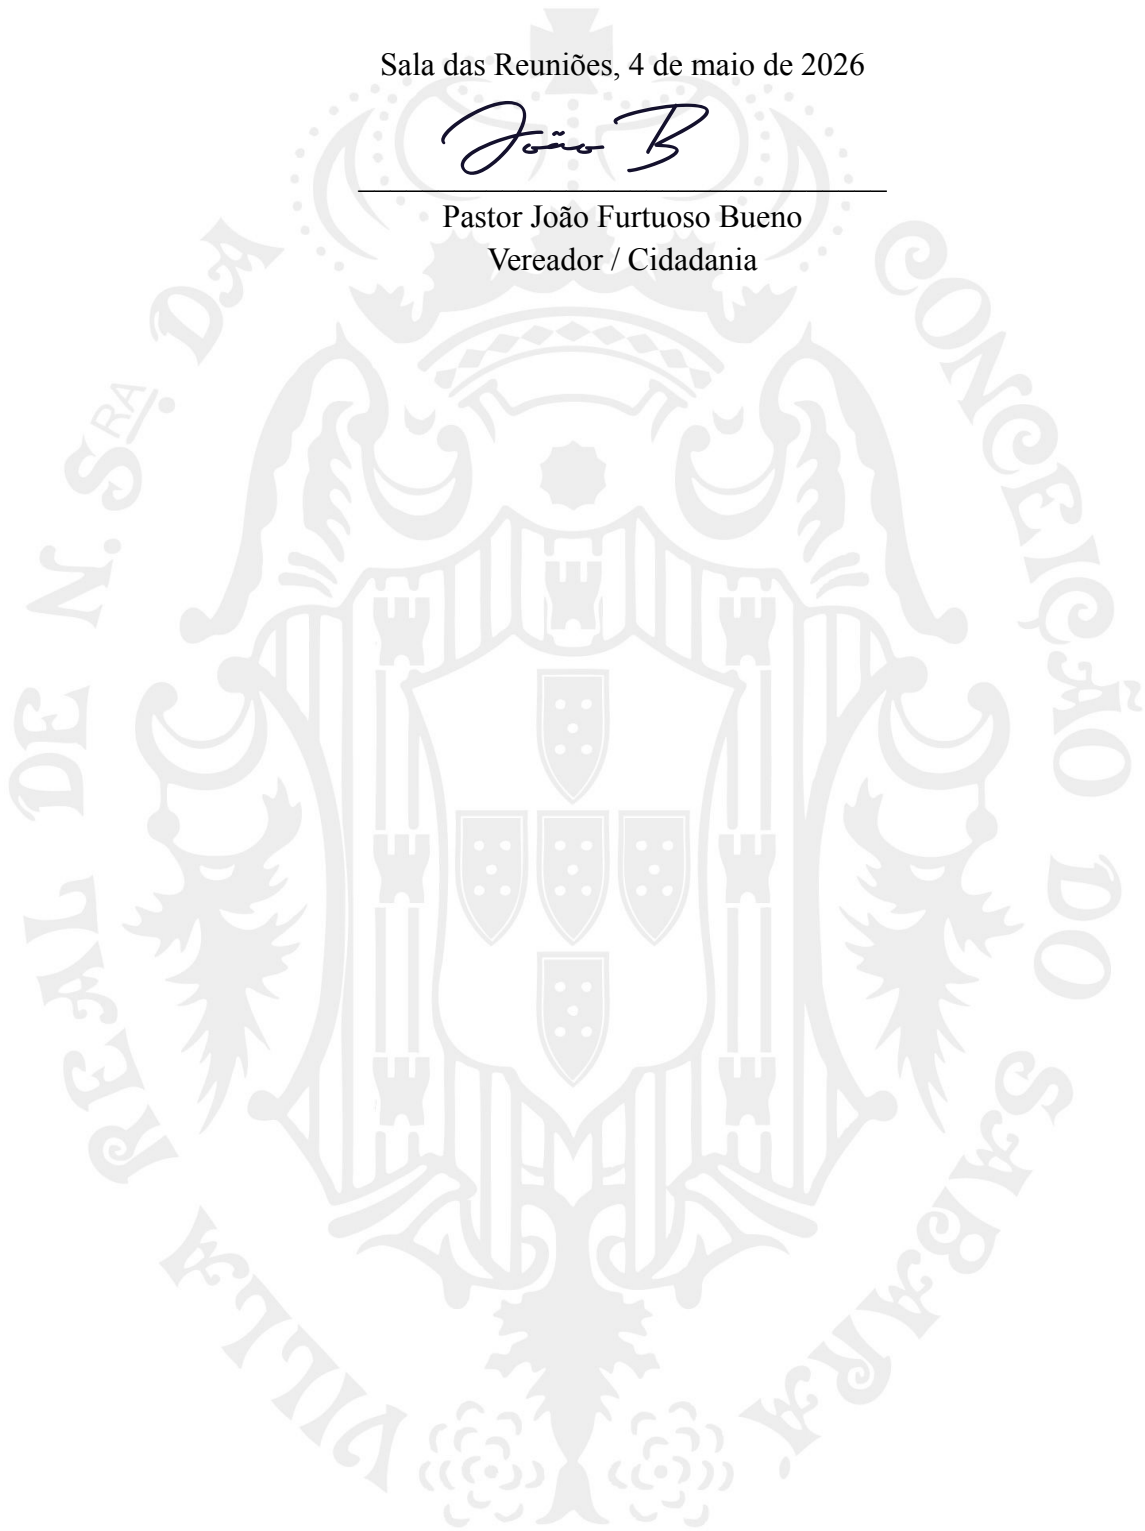 Sala das Reuniões, 4 de maio de 2026
João B
Pastor João Furtuoso Bueno
Vereador / Cidadania
VILLA REAL DE N. SRA. DA CONCEIÇÃO DO SABARÁ